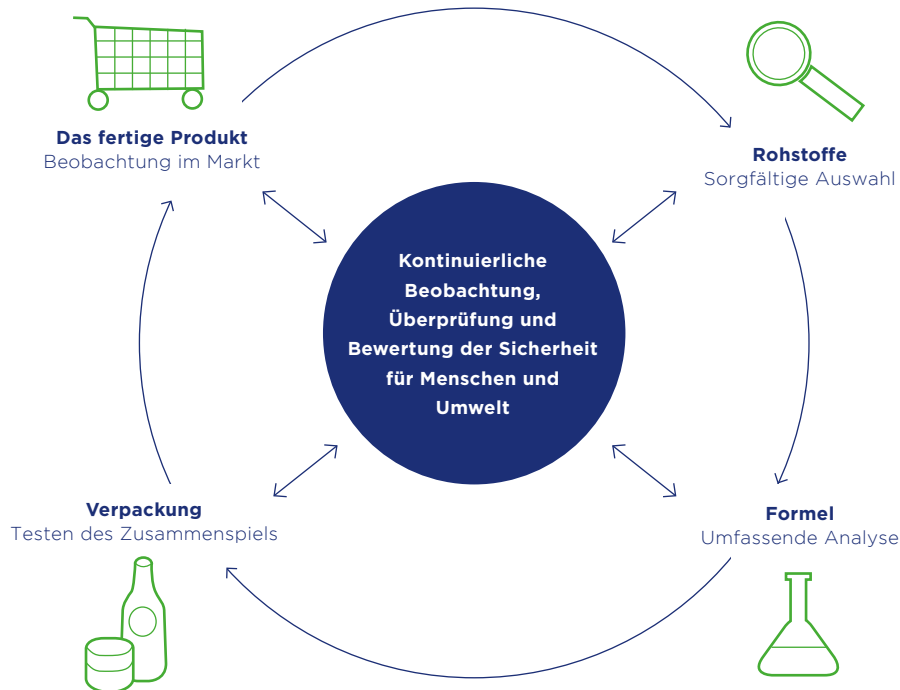 Das fertige Produkt
Beobachtung im Markt
Rohstoffe
Sorgfältige Auswahl
Kontinuierliche
Beobachtung,
Überprüfung und
Bewertung der Sicherheit
für Menschen und
Umwelt
Verpackung
Testen des Zusammenspiels
Formel
Umfassende Analyse